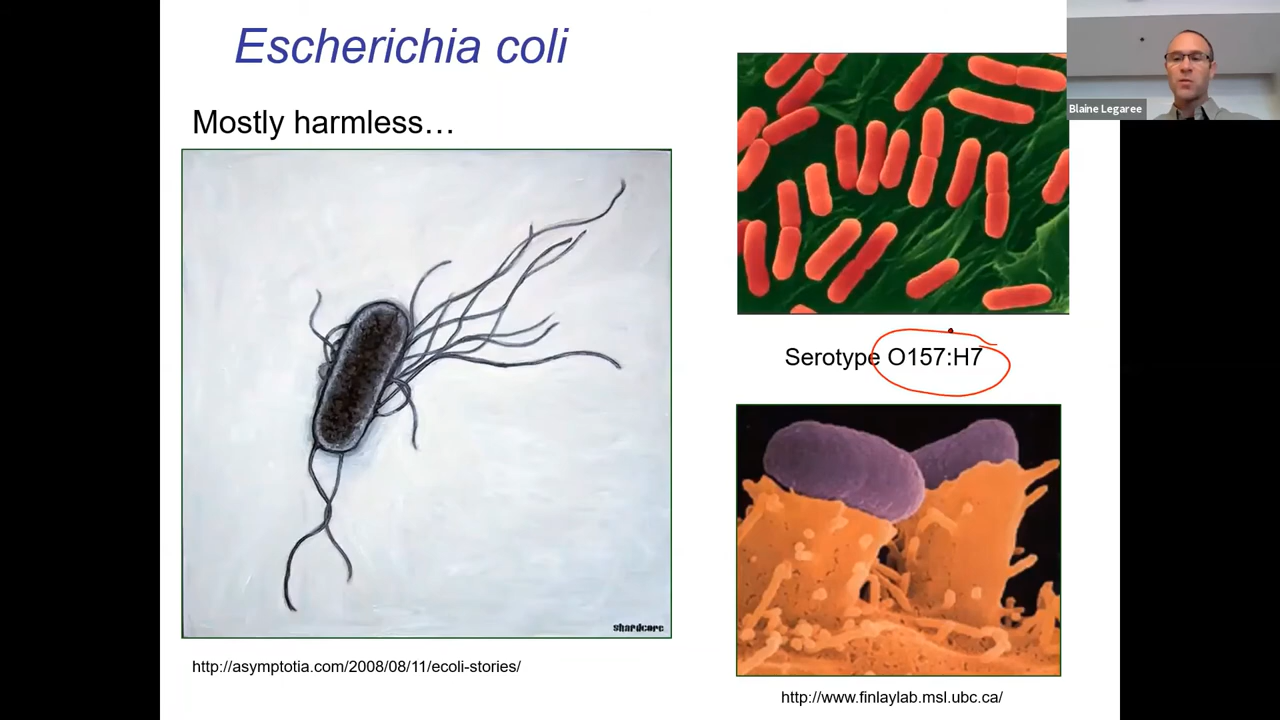 Escherichia coli
Mostly harmless…
shardcore
http://asymptotia.com/2008/08/11/ecoli-stories/
Serotype O157:H7
http://www.finlaylab.msl.ubc.ca/
Blaine Legaree